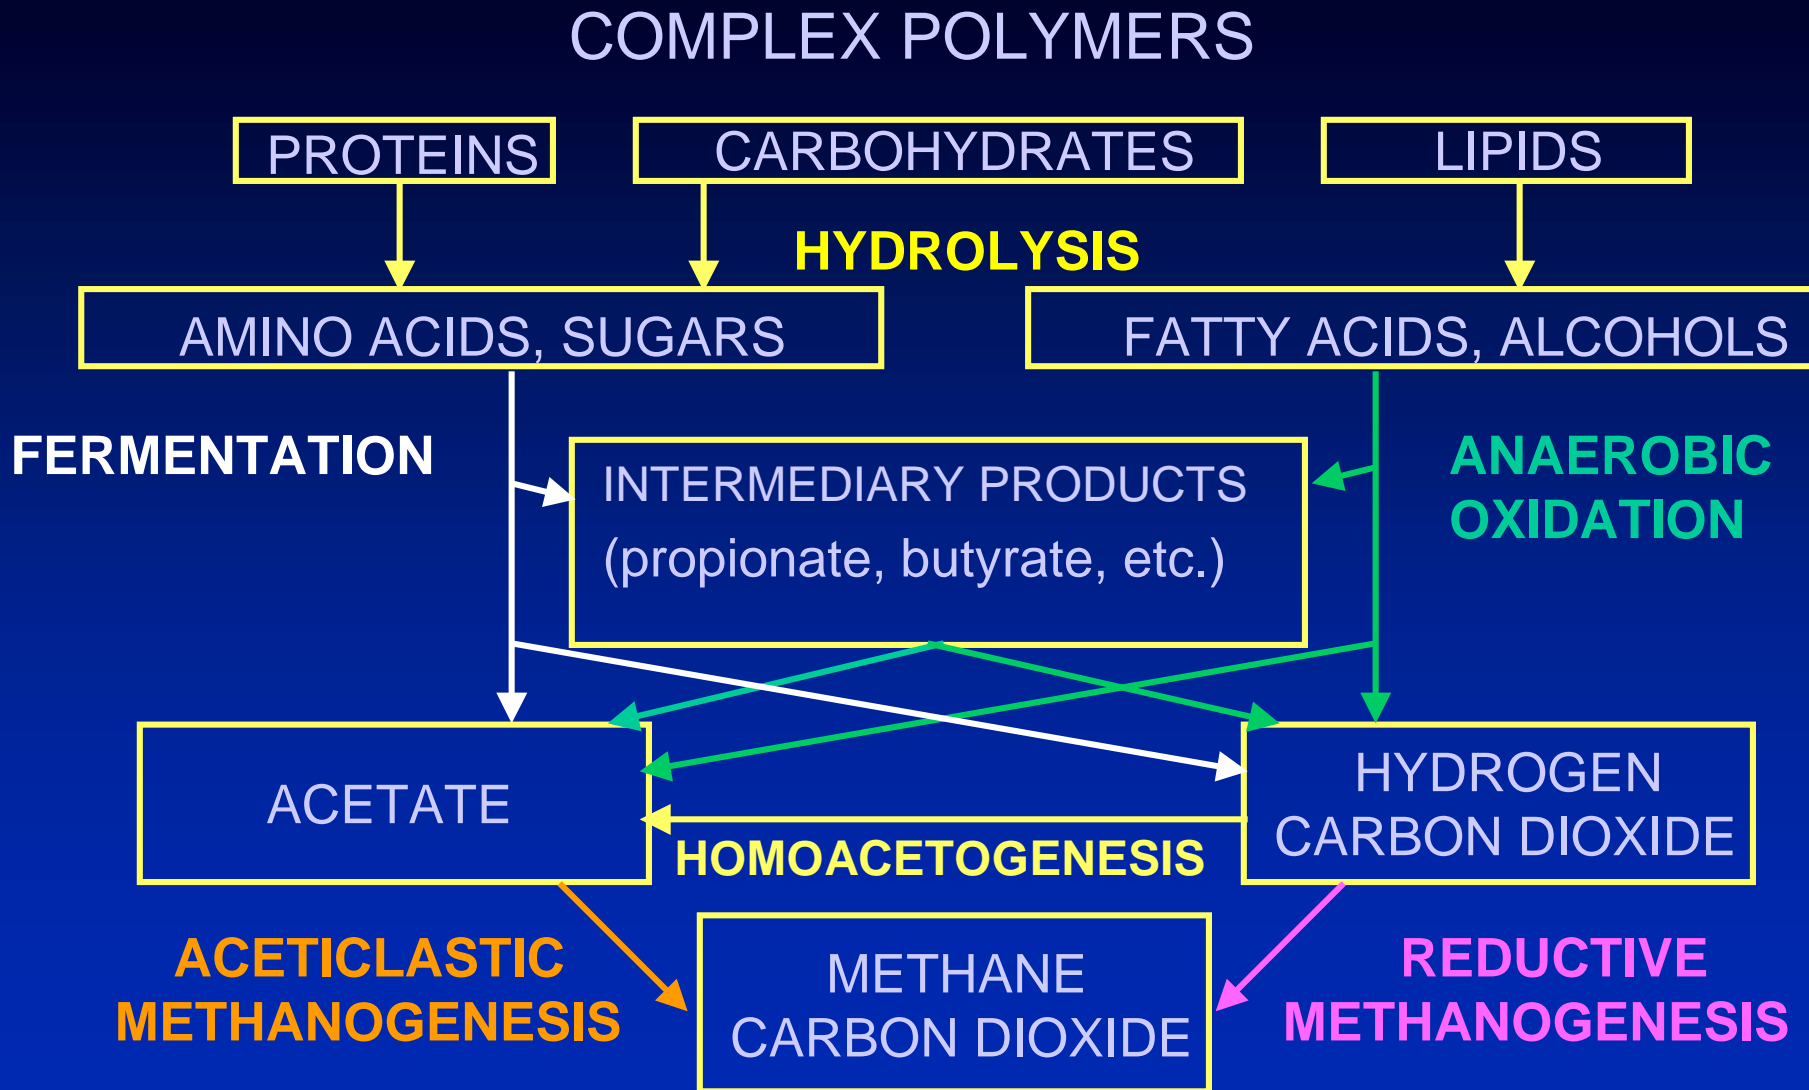 COMPLEX POLYMERS
PROTEINS
CARBOHYDRATES
LIPIDS
HYDROLYSIS
AMINO ACIDS, SUGARS
FATTY ACIDS, ALCOHOLS
FERMENTATION
INTERMEDIARY PRODUCTS
(propionate, butyrate, etc.)
ANAEROBIC
OXIDATION
ACETATE
HYDROGEN
CARBON DIOXIDE
HOMOACETOGENESIS
ACETICLASTIC
METHANOGENESIS
METHANE
CARBON DIOXIDE
REDUCTIVE
METHANOGENESIS